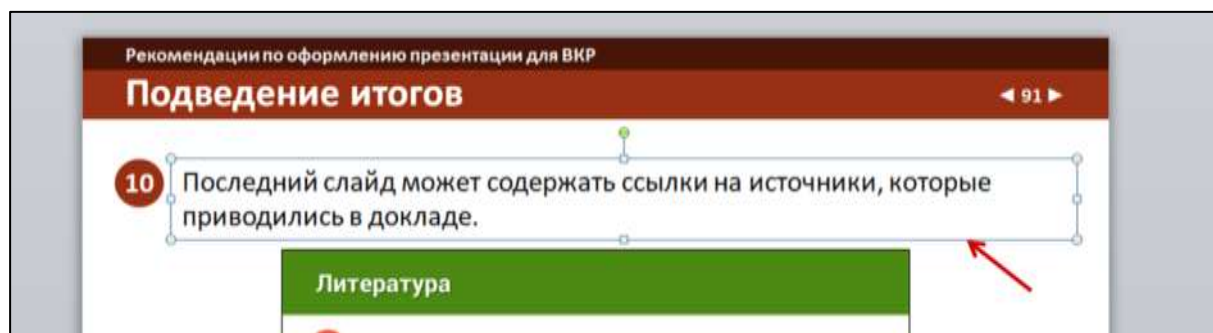 Рекомендации по оформлению презентации для ВКР
Подведение итогов
◄ 91 ►
10
Последний слайд может содержать ссылки на источники, которые
приводились в докладе.
Литература